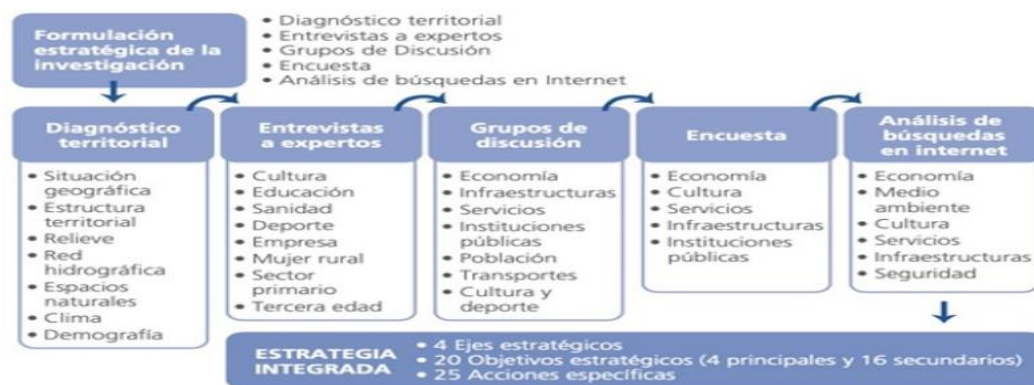 Formulación
estratégica de la
investigación
• Diagnóstico territorial
• Entrevistas a expertos
• Grupos de Discusión
• Encuesta
• Análisis de búsquedas en Internet
Diagnóstico
territorial
• Situación
geográfica
• Estructura
territorial
• Relieve
• Red
hidrográfica
• Espacios
naturales
• Clima
• Demografía
Entrevistas
a expertos
• Cultura
• Educación
• Sanidad
• Deporte
• Empresa
• Mujer rural
• Sector
primario
• Tercera edad
Grupos de
discusión
• Economía
• Infraestructuras
• Servicios
• Instituciones
públicas
• Población
• Transportes
• Cultura y
deporte
Encuesta
• Economía
• Cultura
• Servicios
• Infraestructuras
• Instituciones
públicas
Análisis de
búsquedas
en internet
• Economía
• Medio
ambiente
• Cultura
• Servicios
• Infraestructuras
• Seguridad
ESTRATEGIA
INTEGRADA
• 4 Ejes estratégicos
• 20 Objetivos estratégicos (4 principales y 16 secundarios)
• 25 Acciones específicas